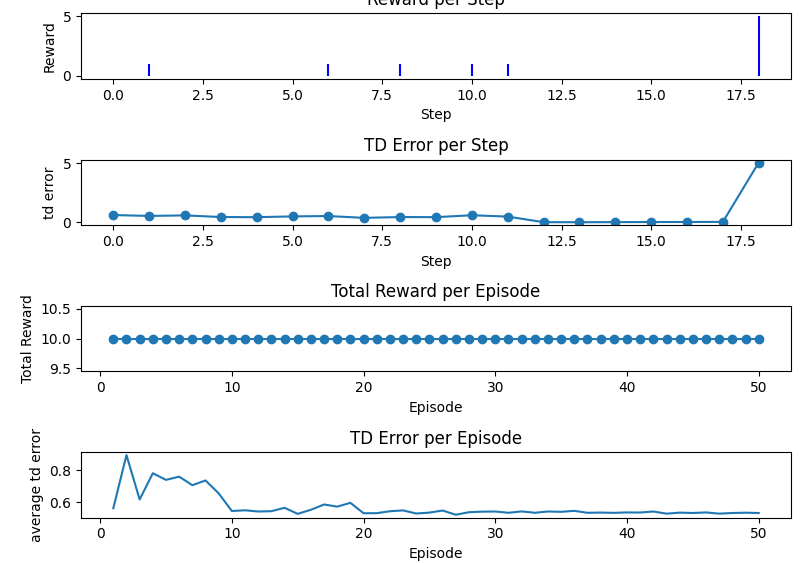 Reward per Step
5
0
Reward
0.0 2.5 5.0 7.5 10.0 12.5 15.0 17.5
Step
TD Error per Step
5
0
td error
0.0 2.5 5.0 7.5 10.0 12.5 15.0 17.5
Step
Total Reward per Episode
10.5
10.0
9.5
Total Reward
0 10 20 30 40 50
Episode
TD Error per Episode
0.8
0.6
average td error
0 10 20 30 40 50
Episode